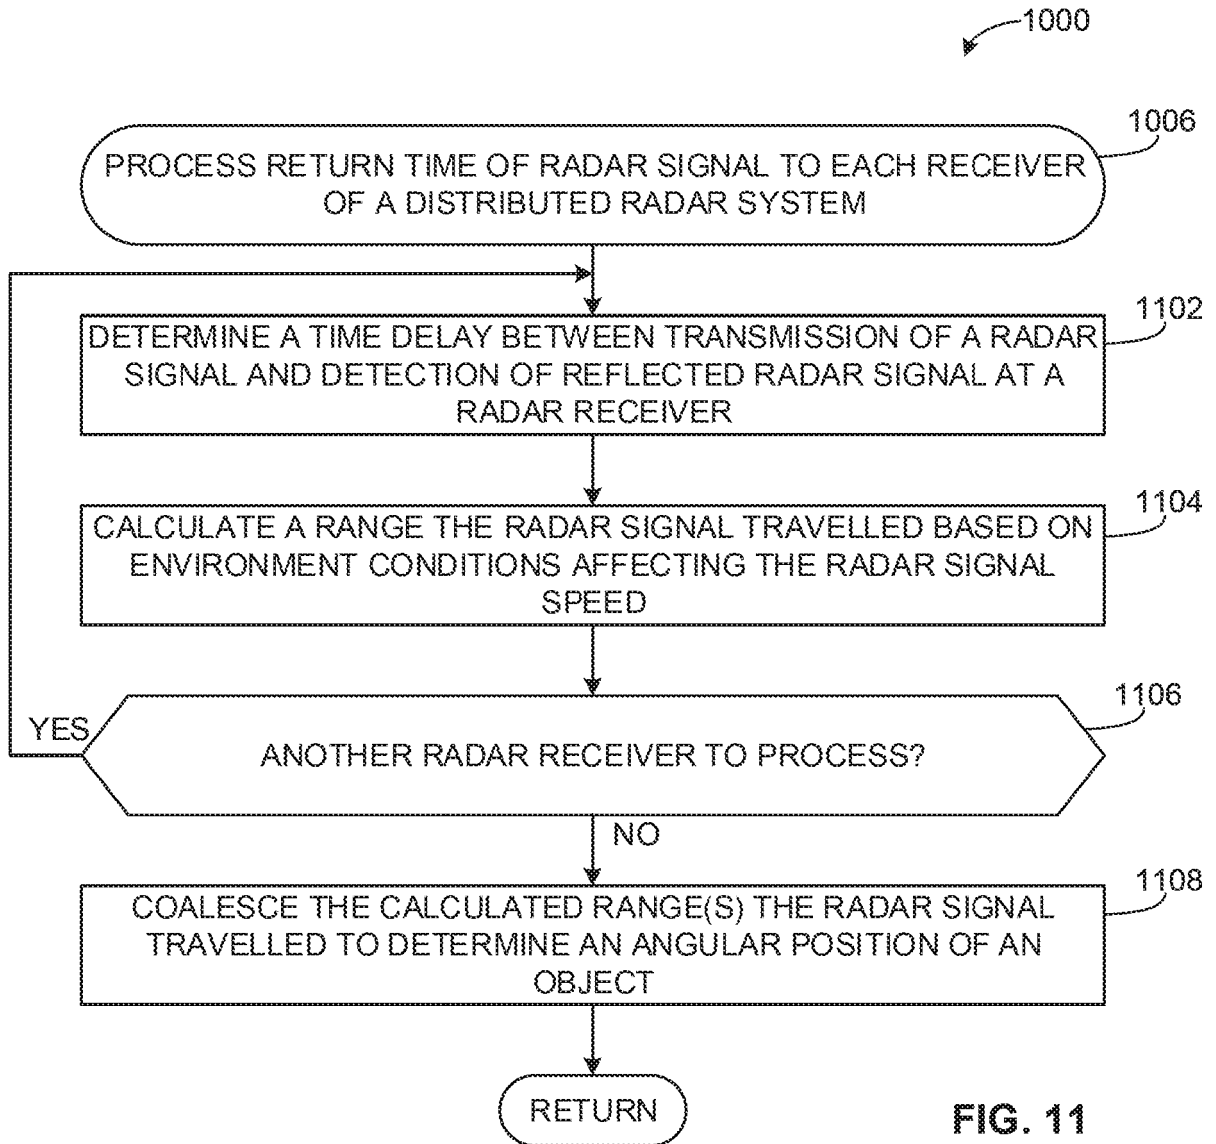 1000
1006
PROCESS RETURN TIME OF RADAR SIGNAL TO EACH RECEIVER
OF A DISTRIBUTED RADAR SYSTEM
1102
DETERMINE A TIME DELAY BETWEEN TRANSMISSION OF A RADAR
SIGNAL AND DETECTION OF REFLECTED RADAR SIGNAL AT A
RADAR RECEIVER
1104
CALCULATE A RANGE THE RADAR SIGNAL TRAVELLED BASED ON
ENVIRONMENT CONDITIONS AFFECTING THE RADAR SIGNAL
SPEED
1106
YES
ANOTHER RADAR RECEIVER TO PROCESS?
NO
1108
COALESCE THE CALCULATED RANGE(S) THE RADAR SIGNAL
TRAVELLED TO DETERMINE AN ANGULAR POSITION OF AN
OBJECT
RETURN
FIG. 11